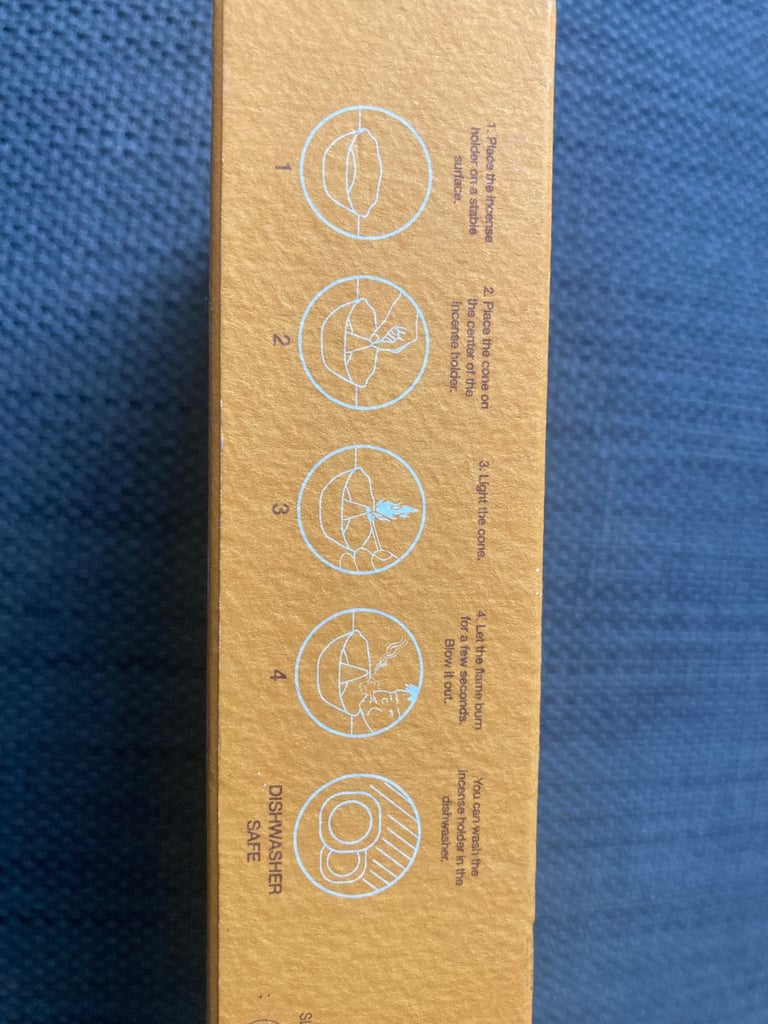 1. Place the incense
holder on a stable
surface.
1
2. Place the cone on
the center of the
incense holder.
2
3. Light the cone.
3
4. Let the flame burn
for a few seconds.
Blow it out.
4
You can wash the
incense holder in the
dishwasher.
DISHWASHER
SAFE